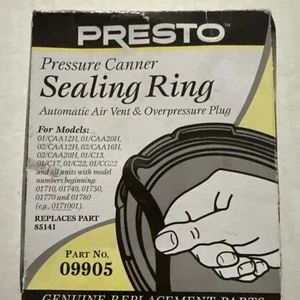 PRESTO™
Pressure Canner
Sealing Ring
Automatic Air Vent & Overpressure Plug
For Models:
01/CAA12H, 01/CAA20H,
02/CAA12H, 02/CAA16H,
02/CAA20H, 01/C13,
01/C17, 01/C22, 01/CG22
and all units with model
numbers beginning:
01710, 01740, 01750,
01770 and 01780
(e.g., 0171001).
REPLACES PART
85141
PART NO.
09905
GENUINE REPLACEMENT PARTS